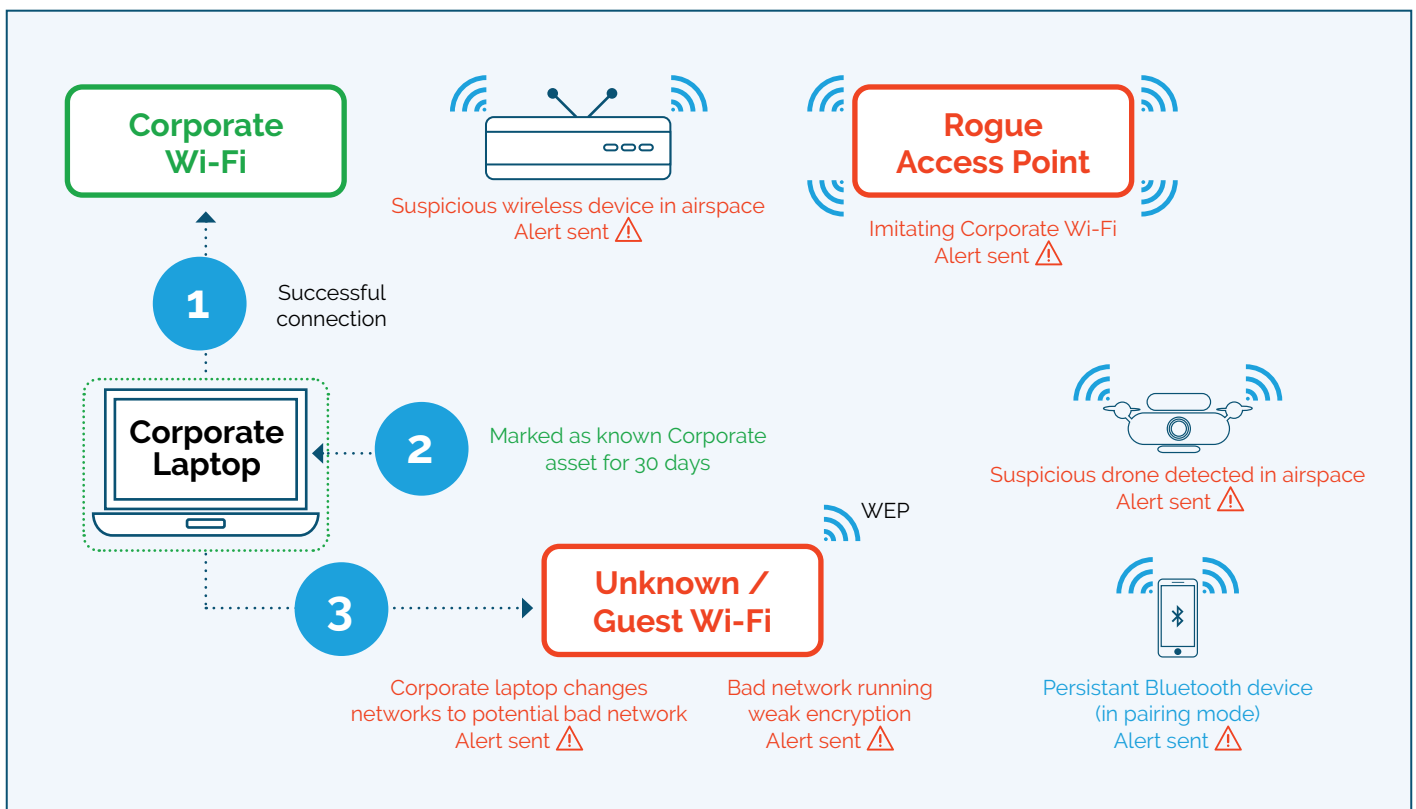 Corporate
Wi-Fi
Suspicious wireless device in airspace
Alert sent
Rogue
Access Point
Imitating Corporate Wi-Fi
Alert sent
1
Successful
connection
Corporate
Laptop
2
Marked as known Corporate
asset for 30 days
Suspicious drone detected in airspace
Alert sent
WEP
3
Unknown /
Guest Wi-Fi
Corporate laptop changes
networks to potential bad network
Alert sent
Bad network running
weak encryption
Alert sent
Persistant Bluetooth device
(in pairing mode)
Alert sent